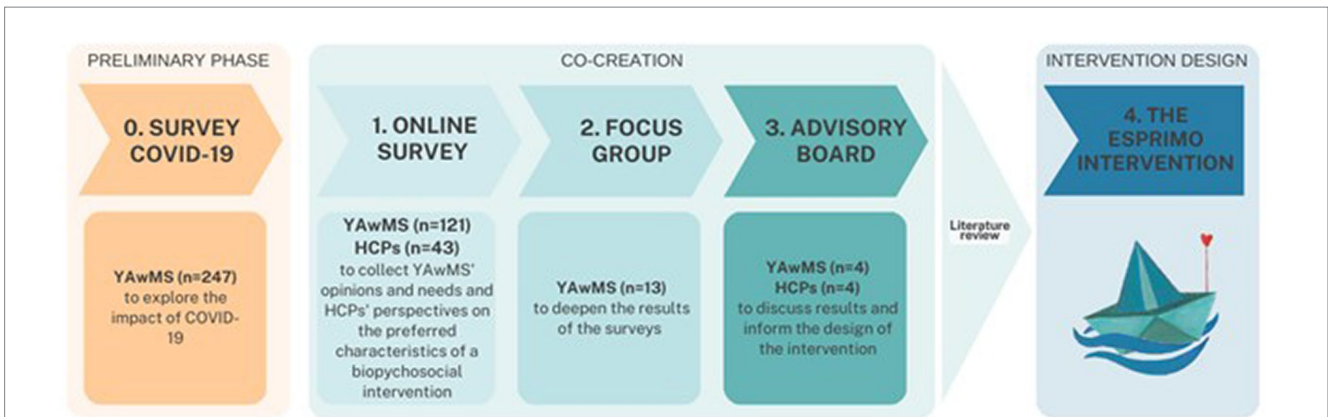 PRELIMINARY PHASE
0. SURVEY
COVID-19
YAwMS (n=247)
to explore the
impact of COVID-
19
CO-CREATION
1. ONLINE
SURVEY
YAwMS (n=121)
HCPs (n=43)
to collect YAwMS'
opinions and needs and
HCPs' perspectives on
the preferred
characteristics of a
biopychosocial
intervention
2. FOCUS
GROUP
YAwMS (n=13)
to deepen the results
of the surveys
3. ADVISORY
BOARD
YAwMS (n=4)
HCPs (n=4)
to discuss results and
inform the design of
the intervention
Literature
review
INTERVENTION DESIGN
4. THE
ESPRIMO
INTERVENTION